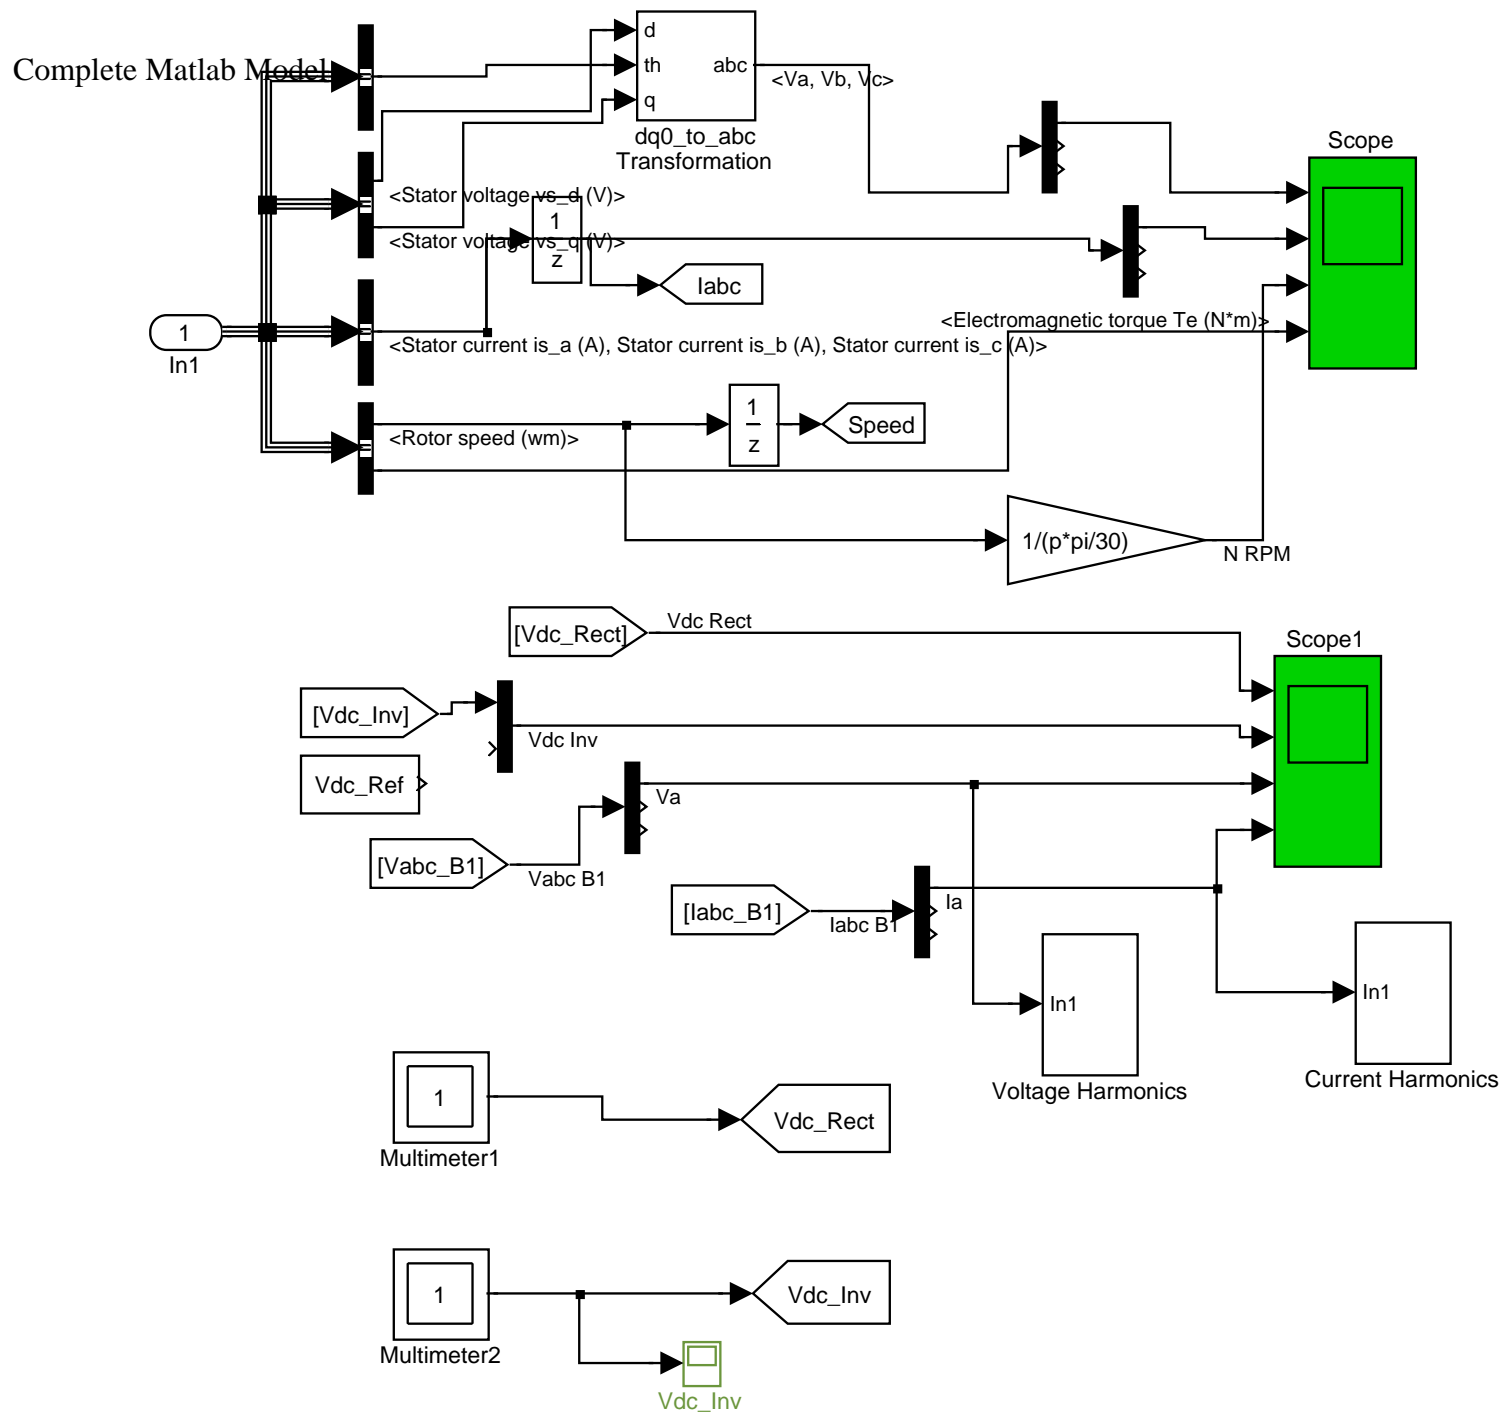 Complete Matlab Model
d
th
q
abc
dq0_to_abc
Transformation
<Va, Vb, Vc>
Scope
<Stator voltage vs_d (V)>
<Stator voltage vs_q (V)>
1
z
Iabc
1
In1
<Electromagnetic torque Te (N*m)>
<Stator current is_a (A), Stator current is_b (A), Stator current is_c (A)>
<Rotor speed (wm)>
1
z
Speed
1/(p*pi/30)
N RPM
[Vdc_Rect]
Vdc Rect
Scope1
[Vdc_Inv]
Vdc Inv
Vdc_Ref
Va
[Vabc_B1]
Vabc B1
[Iabc_B1]
Iabc B1
Ia
In1
Voltage Harmonics
In1
Current Harmonics
1
Multimeter1
Vdc_Rect
1
Multimeter2
Vdc_Inv
Vdc_Inv